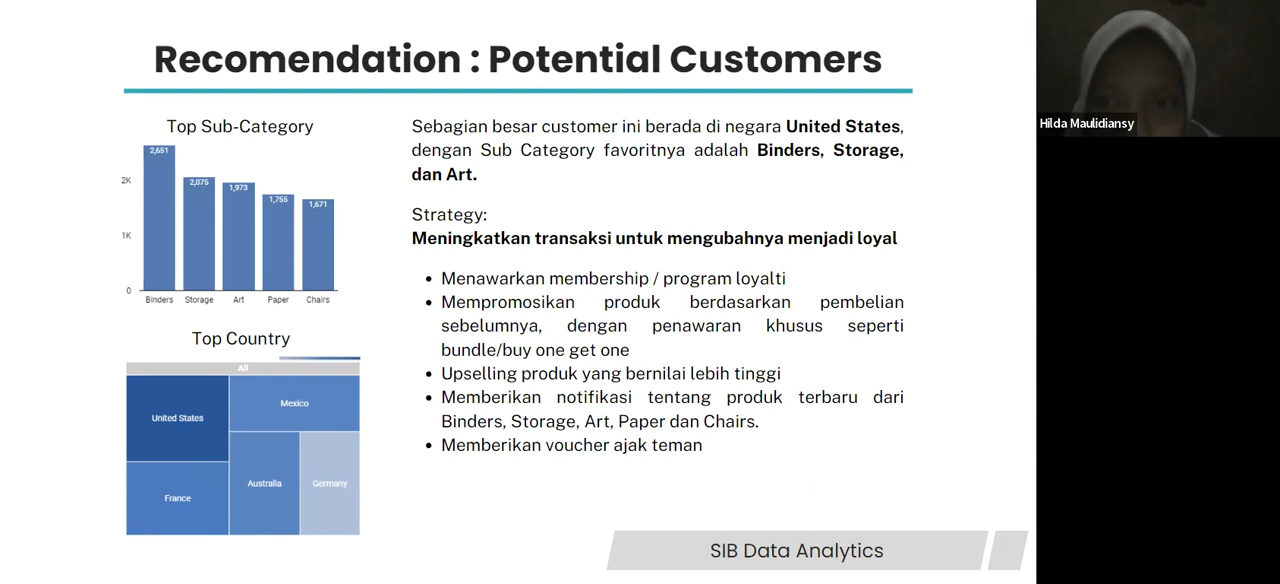 Recomendation : Potential Customers
Top Sub-Category
2K
1K
0
2,651
2,075
1,973
1,755
1,671
Binders
Storage
Art
Paper
Chairs
Top Country
All
United States
Mexico
France
Australia
Germany
Sebagian besar customer ini berada di negara United States,
dengan Sub Category favoritnya adalah Binders, Storage,
dan Art.
Strategy:
Meningkatkan transaksi untuk mengubahnya menjadi loyal
• Menawarkan membership / program loyalti
• Mempromosikan produk berdasarkan pembelian
sebelumnya, dengan penawaran khusus seperti
bundle/buy one get one
• Upselling produk yang bernilai lebih tinggi
• Memberikan notifikasi tentang produk terbaru dari
Binders, Storage, Art, Paper dan Chairs.
• Memberikan voucher ajak teman
SIB Data Analytics
Hilda Maulidiansy